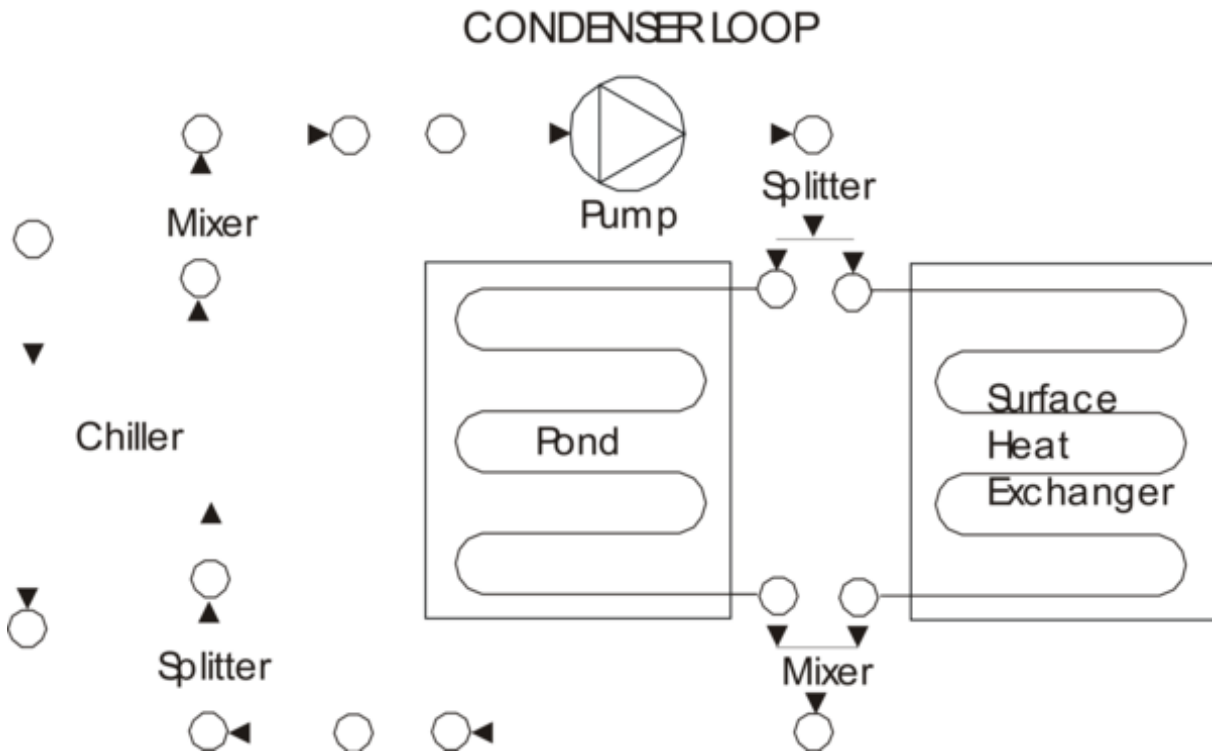 CONDENSER LOOP
Splitter
Pump
Mixer
Surface
Heat
Exchanger
Chiller
Pond
Splitter
Mixer